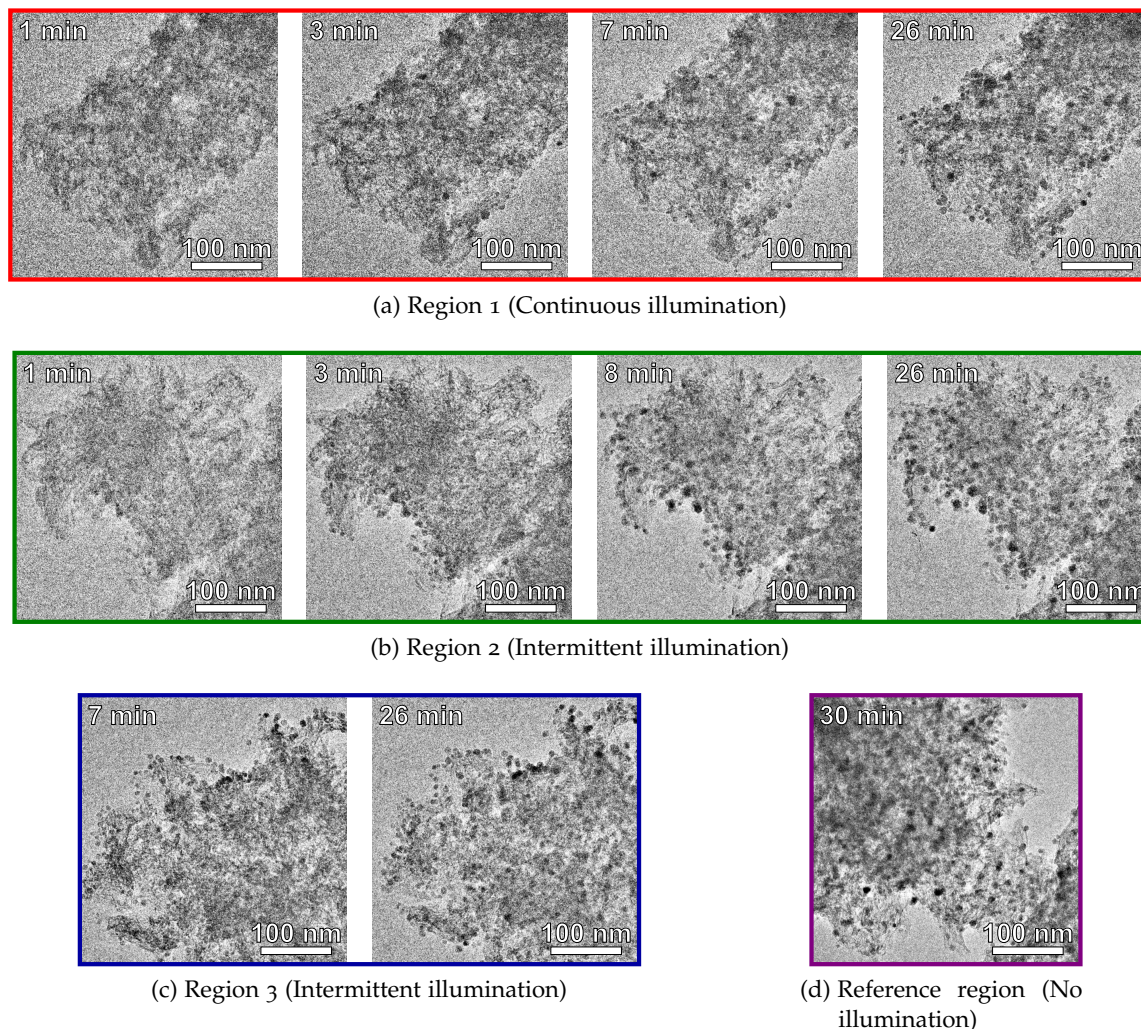 1 min 3 min 7 min 26 min
100 nm 100 nm 100 nm 100 nm
(a) Region 1 (Continuous illumination)
1 min 3 min 8 min 26 min
100 nm 100 nm 100 nm 100 nm
(b) Region 2 (Intermittent illumination)
7 min 26 min 30 min
100 nm 100 nm 100 nm
(c) Region 3 (Intermittent illumination)
(d) Reference region (No
illumination)